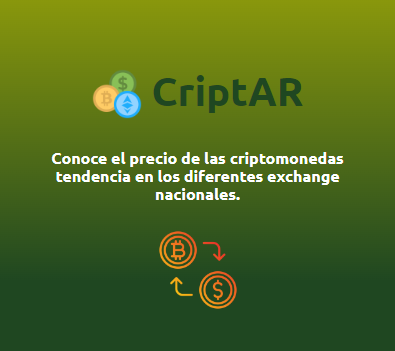 CriptAR
Conoce el precio de las criptomonedas
tendencia en los diferentes exchange
nacionales.